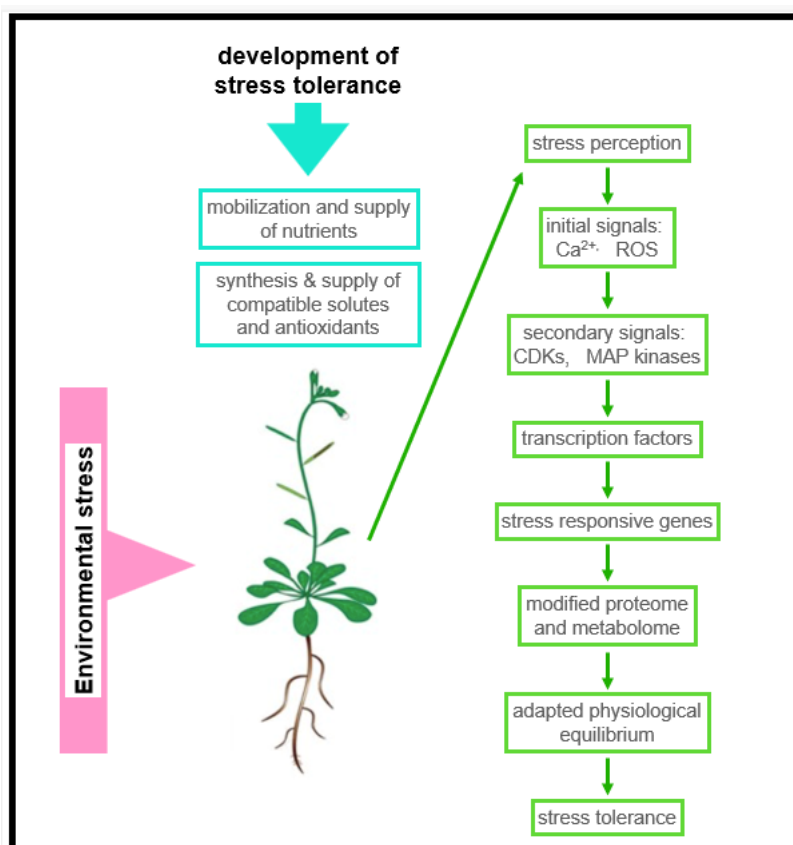 development of
stress tolerance
mobilization and supply
of nutrients
synthesis & supply of
compatible solutes
and antioxidants
Environmental stress
stress perception
initial signals:
Ca²⁺· ROS
secondary signals:
CDKs, MAP kinases
transcription factors
stress responsive genes
modified proteome
and metabolome
adapted physiological
equilibrium
stress tolerance